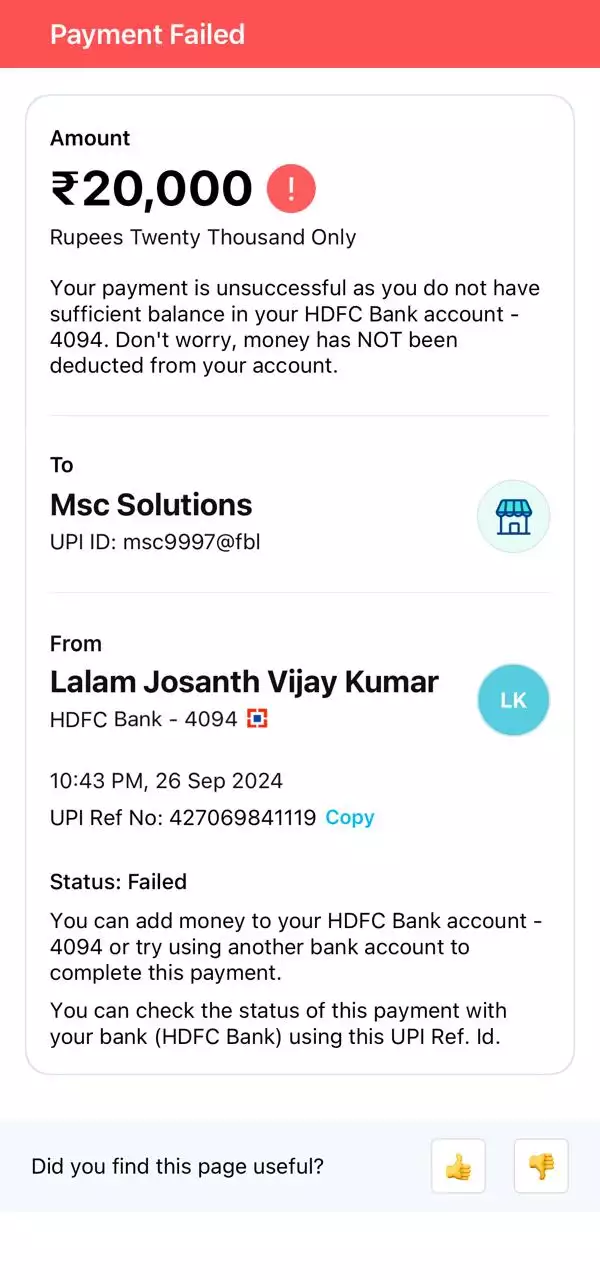 Payment Failed
Amount
₹20,000 !
Rupees Twenty Thousand Only
Your payment is unsuccessful as you do not have
sufficient balance in your HDFC Bank account -
4094. Don't worry, money has NOT been
deducted from your account.
To
Msc Solutions
UPI ID: msc9997@fbl
From
Lalam Josanth Vijay Kumar
LK
HDFC Bank - 4094
10:43 PM, 26 Sep 2024
UPI Ref No: 427069841119 Copy
Status: Failed
You can add money to your HDFC Bank account -
4094 or try using another bank account to
complete this payment.
You can check the status of this payment with
your bank (HDFC Bank) using this UPI Ref. Id.
Did you find this page useful?